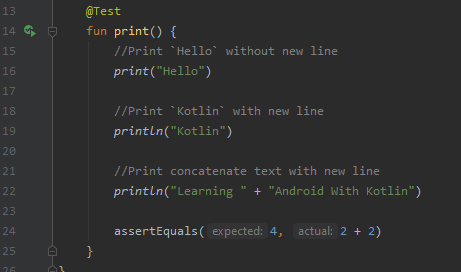 13 @Test
14 fun print() {
15 //Print `Hello` without new line
16 print("Hello")
17
18 //Print `Kotlin` with new line
19 println("Kotlin")
20
21 //Print concatenate text with new line
22 println("Learning " + "Android With Kotlin")
23
24 assertEquals( expected: 4, actual: 2 + 2)
25 }
26 }